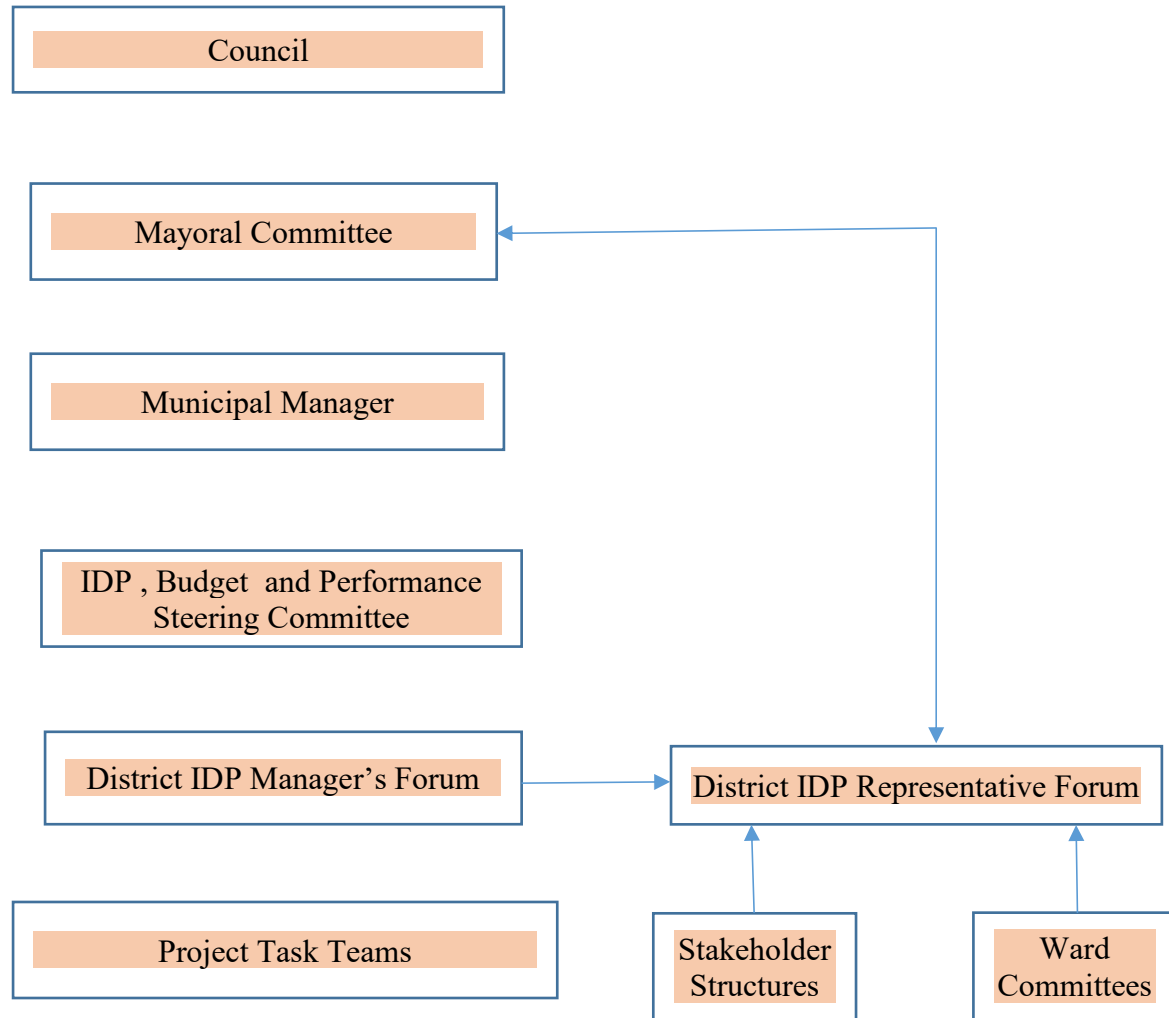 Council
Mayoral Committee
Municipal Manager
IDP , Budget and Performance
Steering Committee
District IDP Manager’s Forum
District IDP Representative Forum
Project Task Teams
Stakeholder
Structures
Ward
Committees